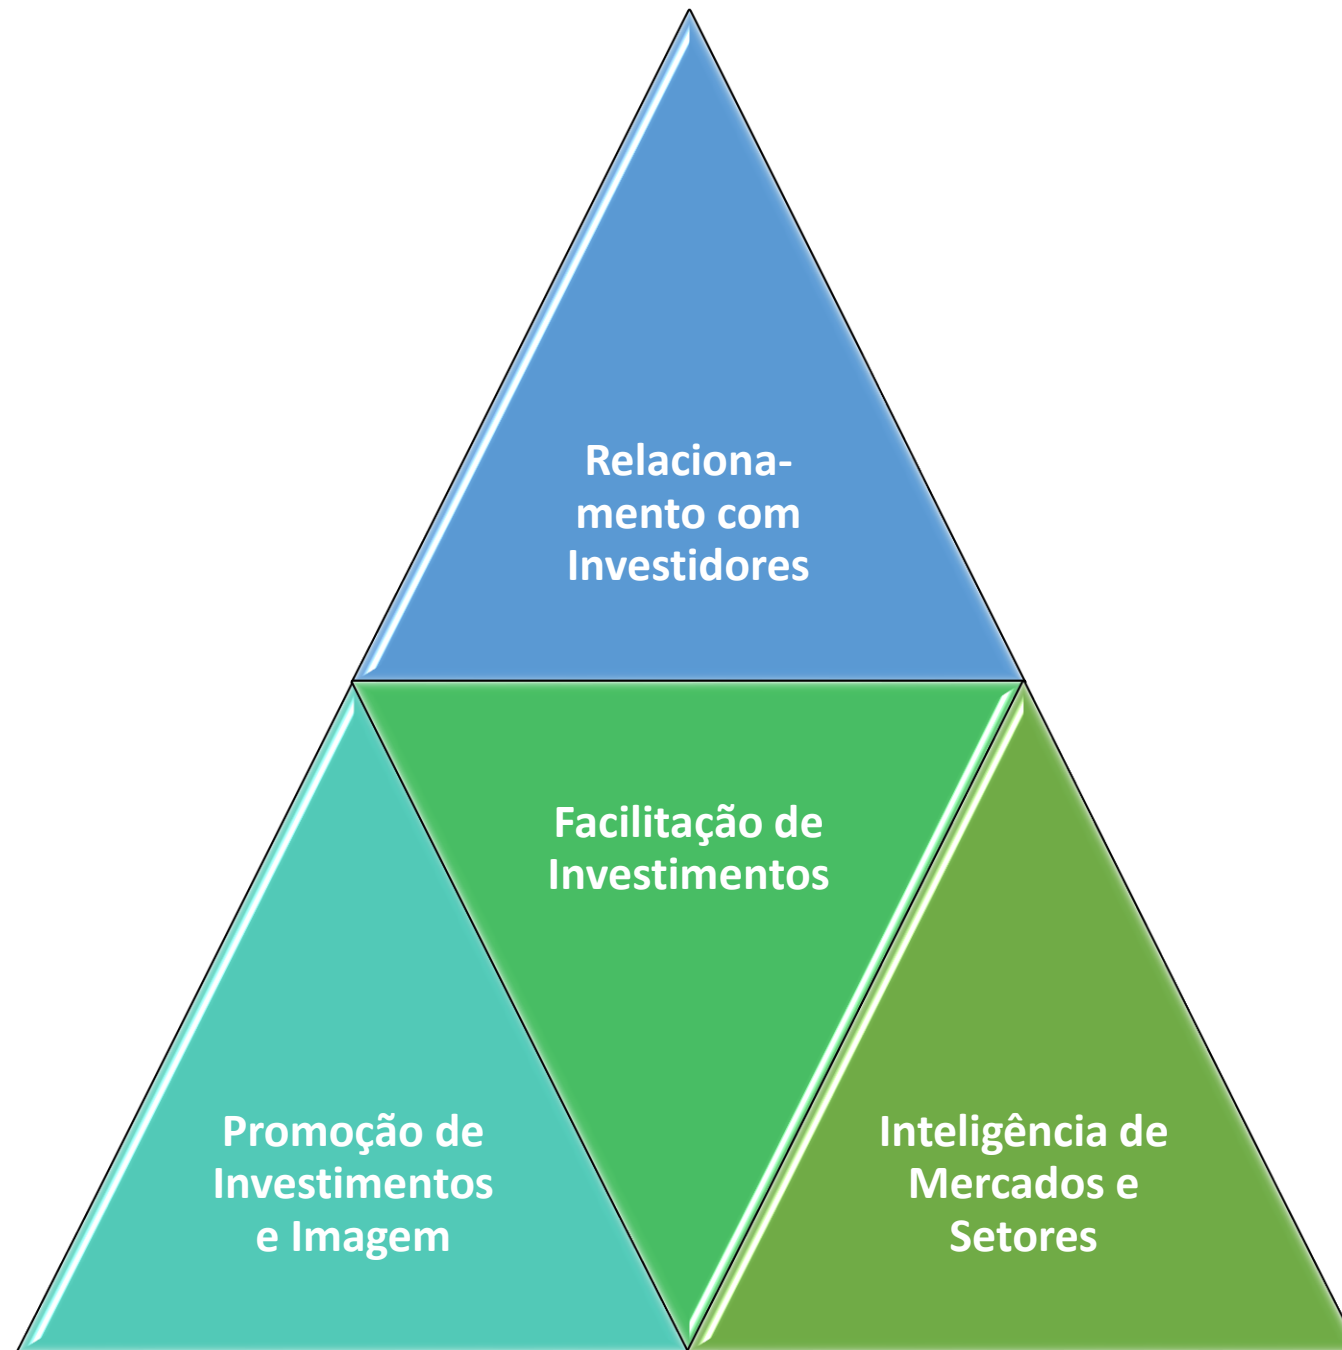 Relaciona-
mento com
Investidores
Facilitação de
Investimentos
Promoção de
Investimentos
e Imagem
Inteligência de
Mercados e
Setores